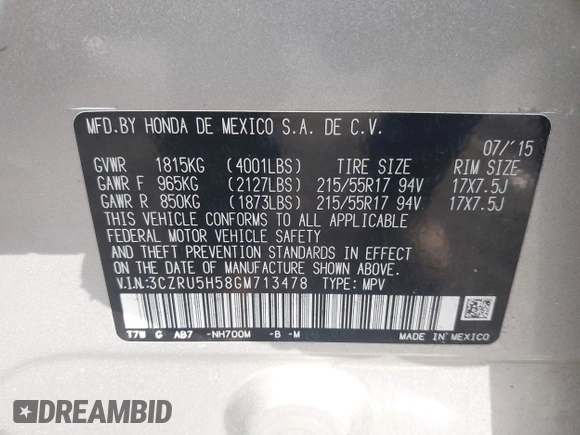 MFD.BY HONDA DE MEXICO S.A. DE C.V.
07/'15
GVWR 1815KG (4001LBS) TIRE SIZE RIM SIZE
GAWR F 965KG (2127LBS) 215/55R17 94V 17X7.5J
GAWR R 850KG (1873LBS) 215/55R17 94V 17X7.5J
THIS VEHICLE CONFORMS TO ALL APPLICABLE
FEDERAL MOTOR VEHICLE SAFETY
AND THEFT PREVENTION STANDARDS IN EFFECT
ON THE DATE OF MANUFACTURE SHOWN ABOVE.
V.I.N:3CZRU5H58GM713478 TYPE: MPV
T7W G AB7 -NH700M -B -M
MADE IN MEXICO
DREAMBID